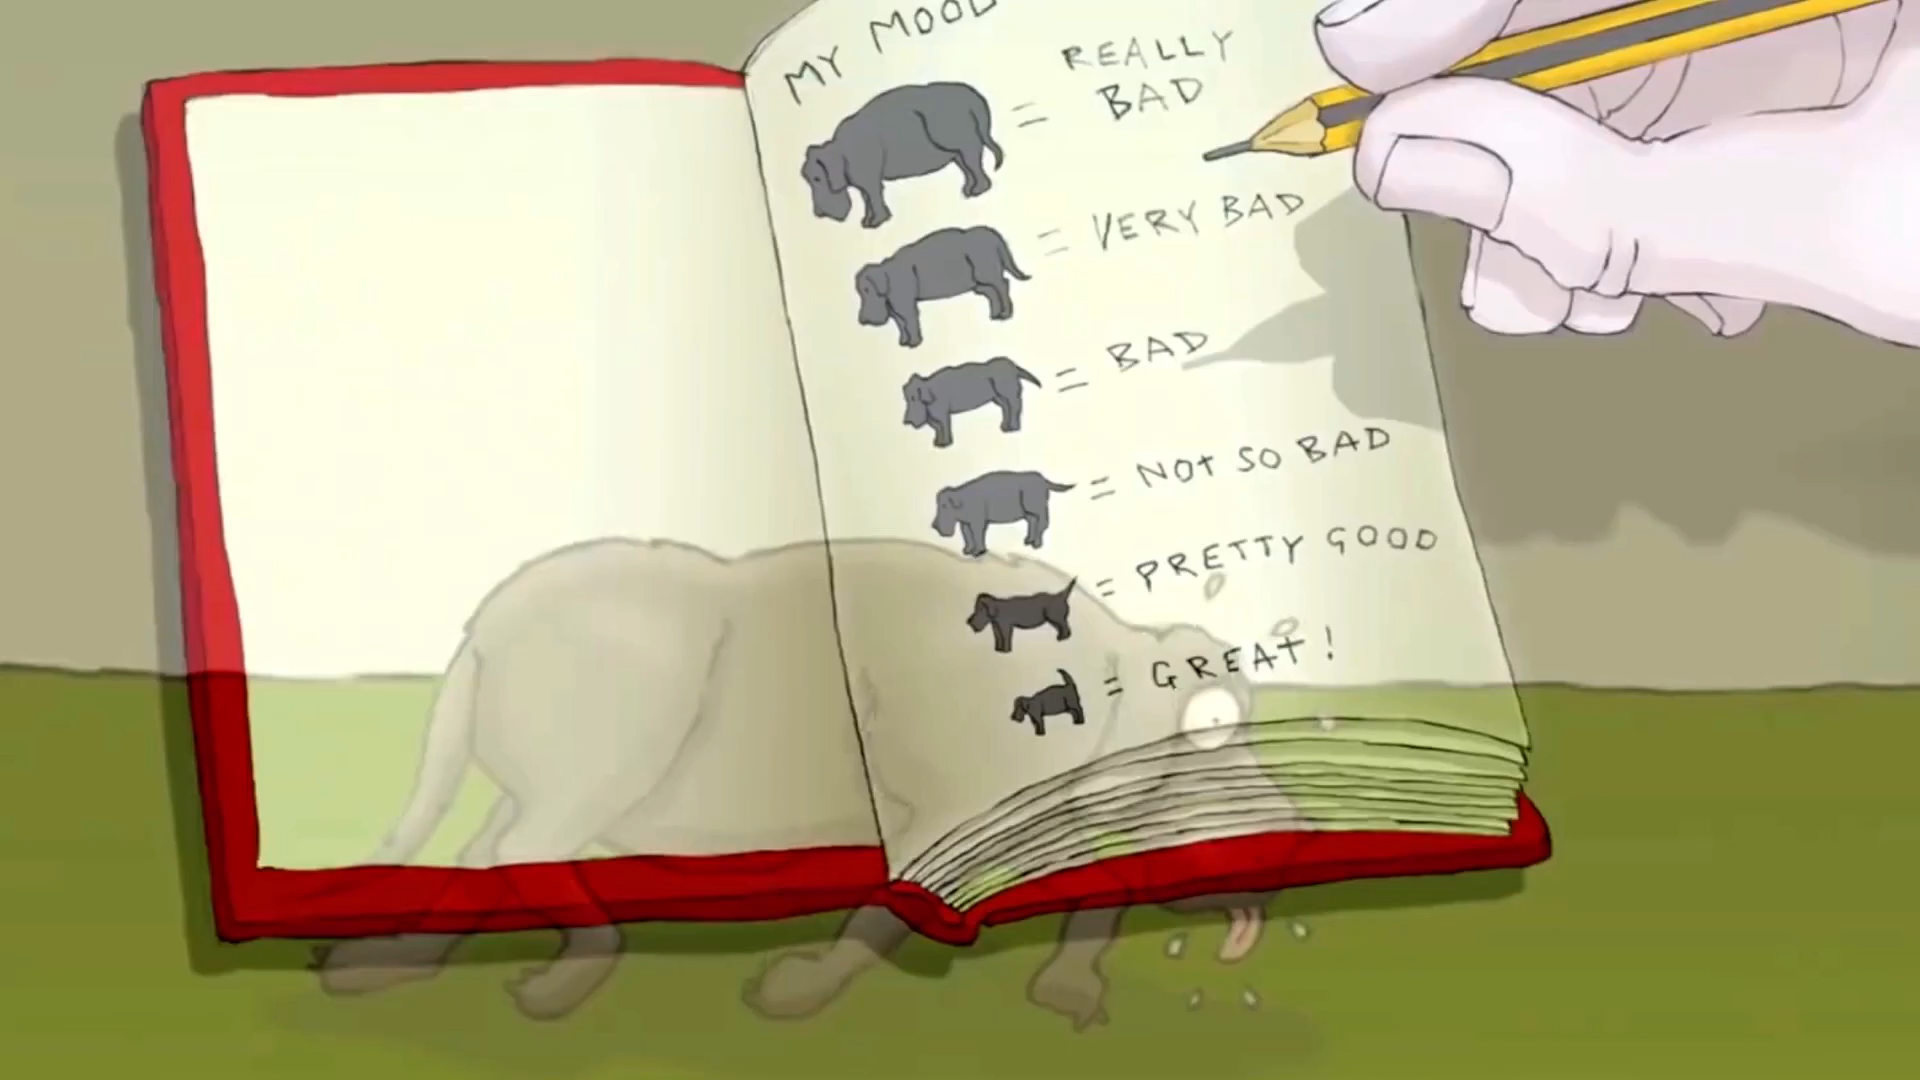 MY MOOD
= REALLY
BAD
= VERY BAD
= BAD
= NOT SO BAD
= PRETTY GOOD
= GREAT!